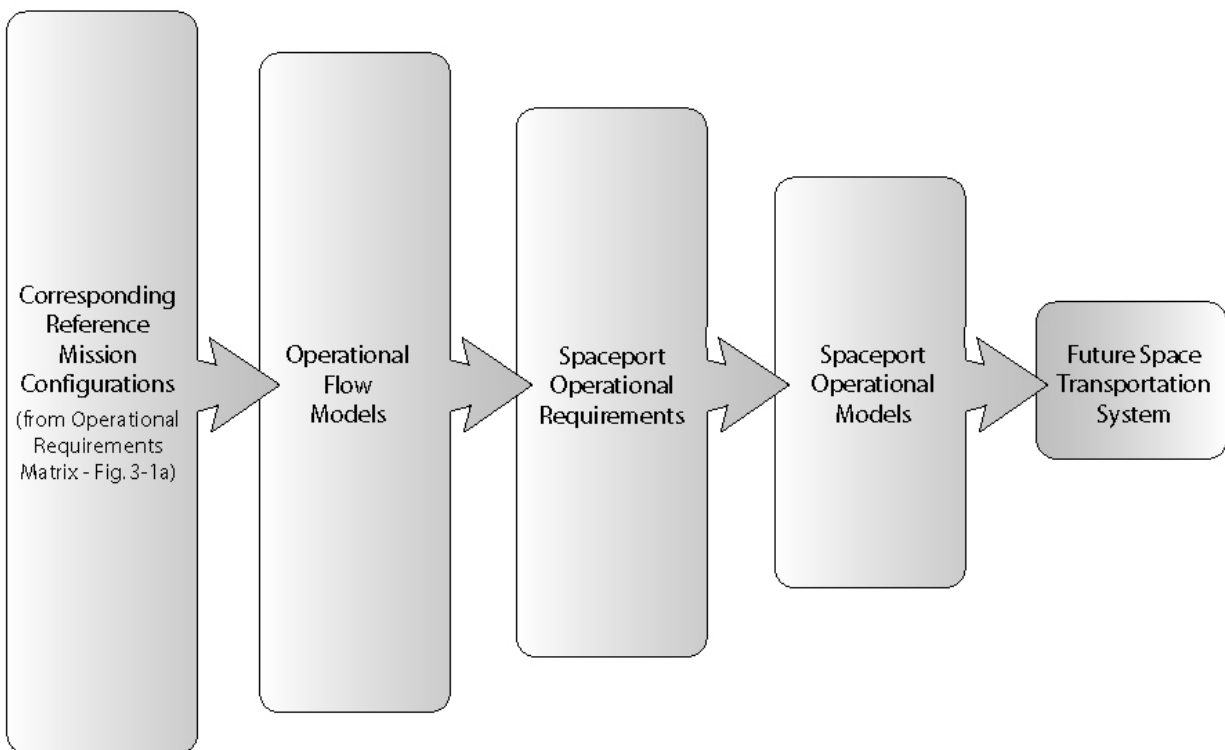 Corresponding
Reference
Mission
Configurations
(from Operational
Requirements
Matrix - Fig. 3-1a)
Operational
Flow
Models
Spaceport
Operational
Requirements
Spaceport
Operational
Models
Future Space
Transportation
System